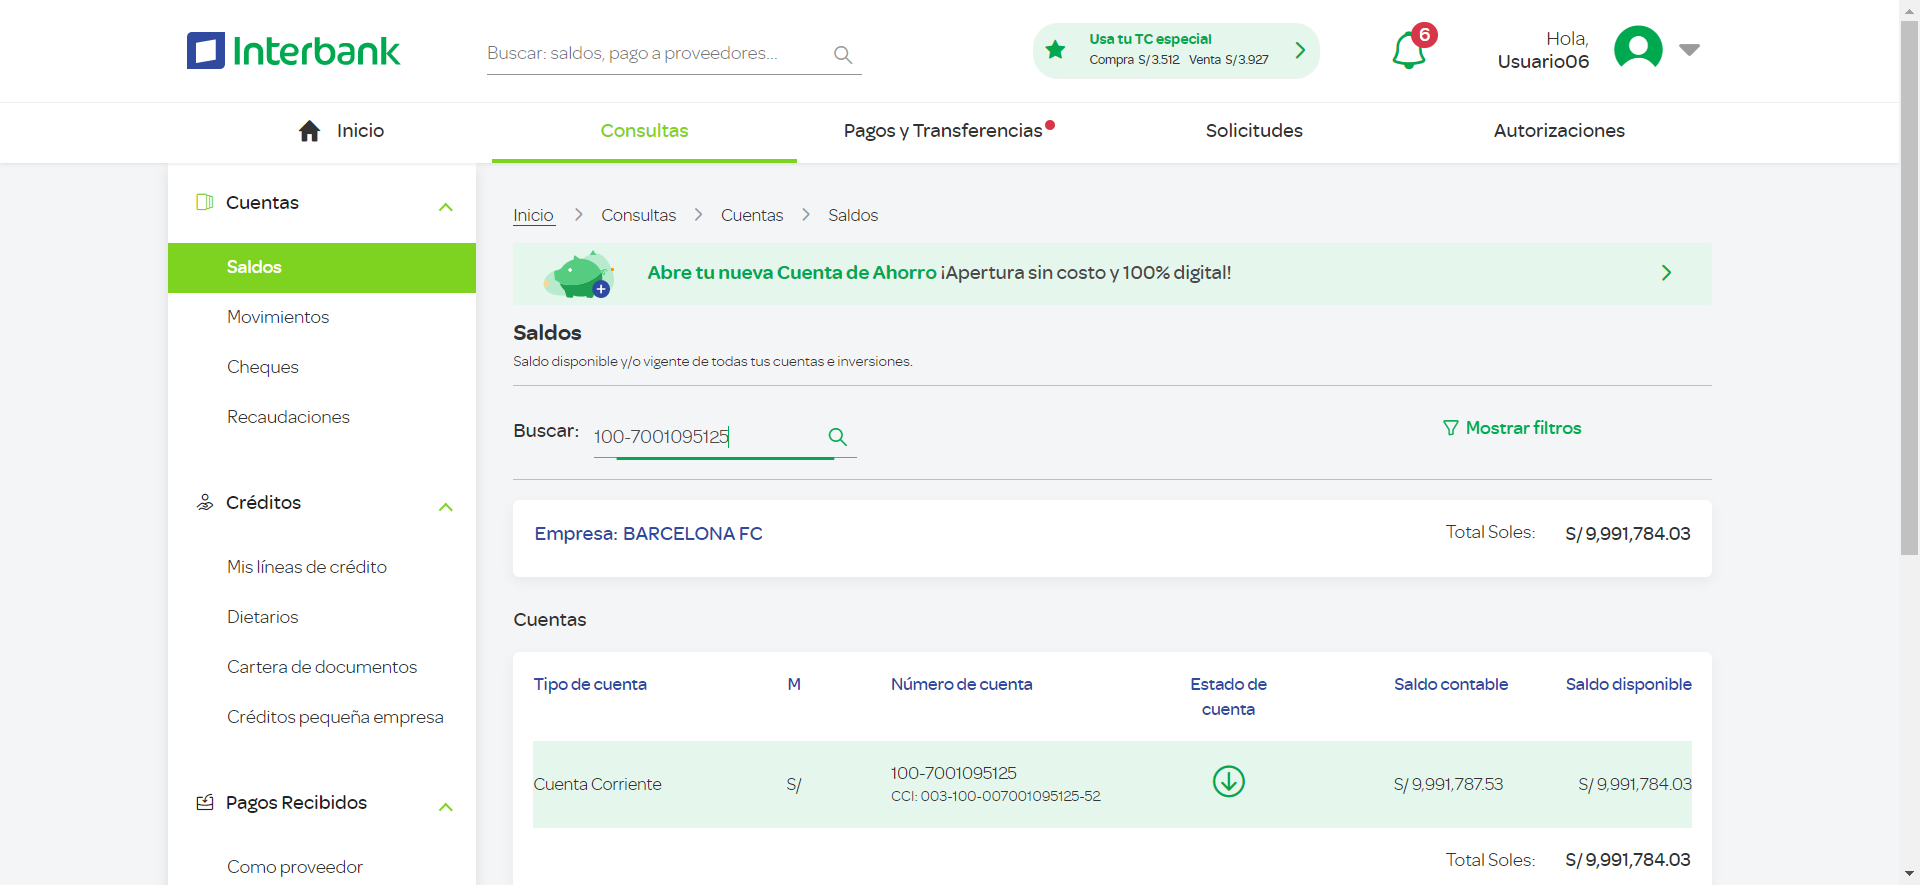 Interbank
Buscar: saldos, pago a proveedores...
Usa tu TC especial
Compra S/3.512 Venta S/3.927
6
Hola,
Usuario06
Inicio
Consultas
Pagos y Transferencias
Solicitudes
Autorizaciones
Cuentas
Saldos
Movimientos
Cheques
Recaudaciones
Créditos
Mis líneas de crédito
Dietarios
Cartera de documentos
Créditos pequeña empresa
Pagos Recibidos
Como proveedor
Inicio > Consultas > Cuentas > Saldos
Abre tu nueva Cuenta de Ahorro ¡Apertura sin costo y 100% digital!
Saldos
Saldo disponible y/o vigente de todas tus cuentas e inversiones.
Buscar: 100-7001095125
Mostrar filtros
Empresa: BARCELONA FC
Total Soles: S/ 9,991,784.03
Cuentas
Tipo de cuenta M Número de cuenta Estado de cuenta Saldo contable Saldo disponible
Cuenta Corriente S/ 100-7001095125 S/ 9,991,787.53 S/ 9,991,784.03
CCI: 003-100-007001095125-52
Total Soles: S/ 9,991,784.03